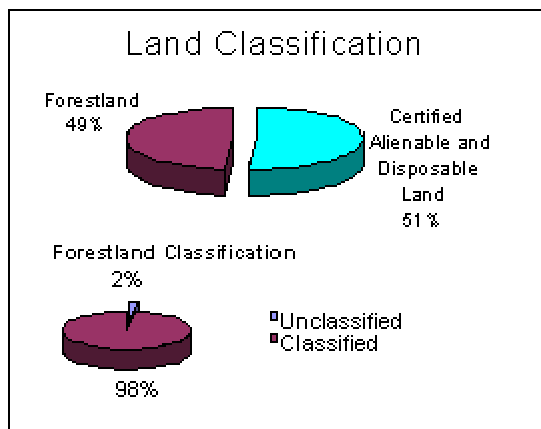 Land Classification
Forestland
49%
Certified
Alienable and
Disposable
Land
51%
Forestland Classification
2%
Unclassified
Classified
98%